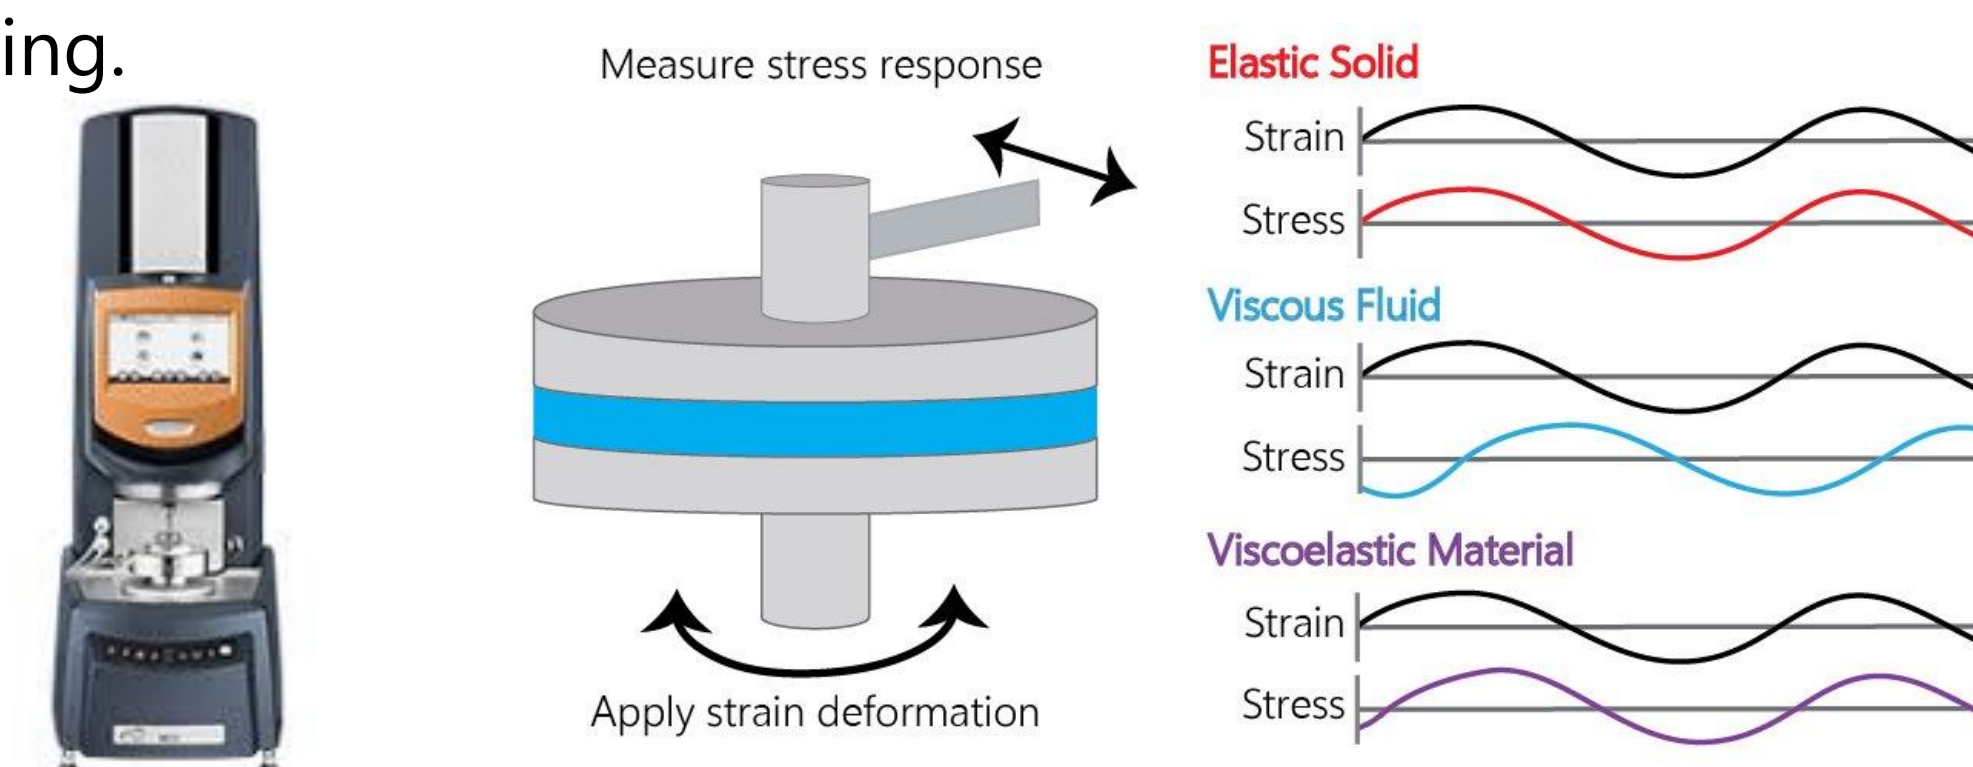 ing.
Measure stress response
Apply strain deformation
Elastic Solid
Strain
Stress
Viscous Fluid
Strain
Stress
Viscoelastic Material
Strain
Stress